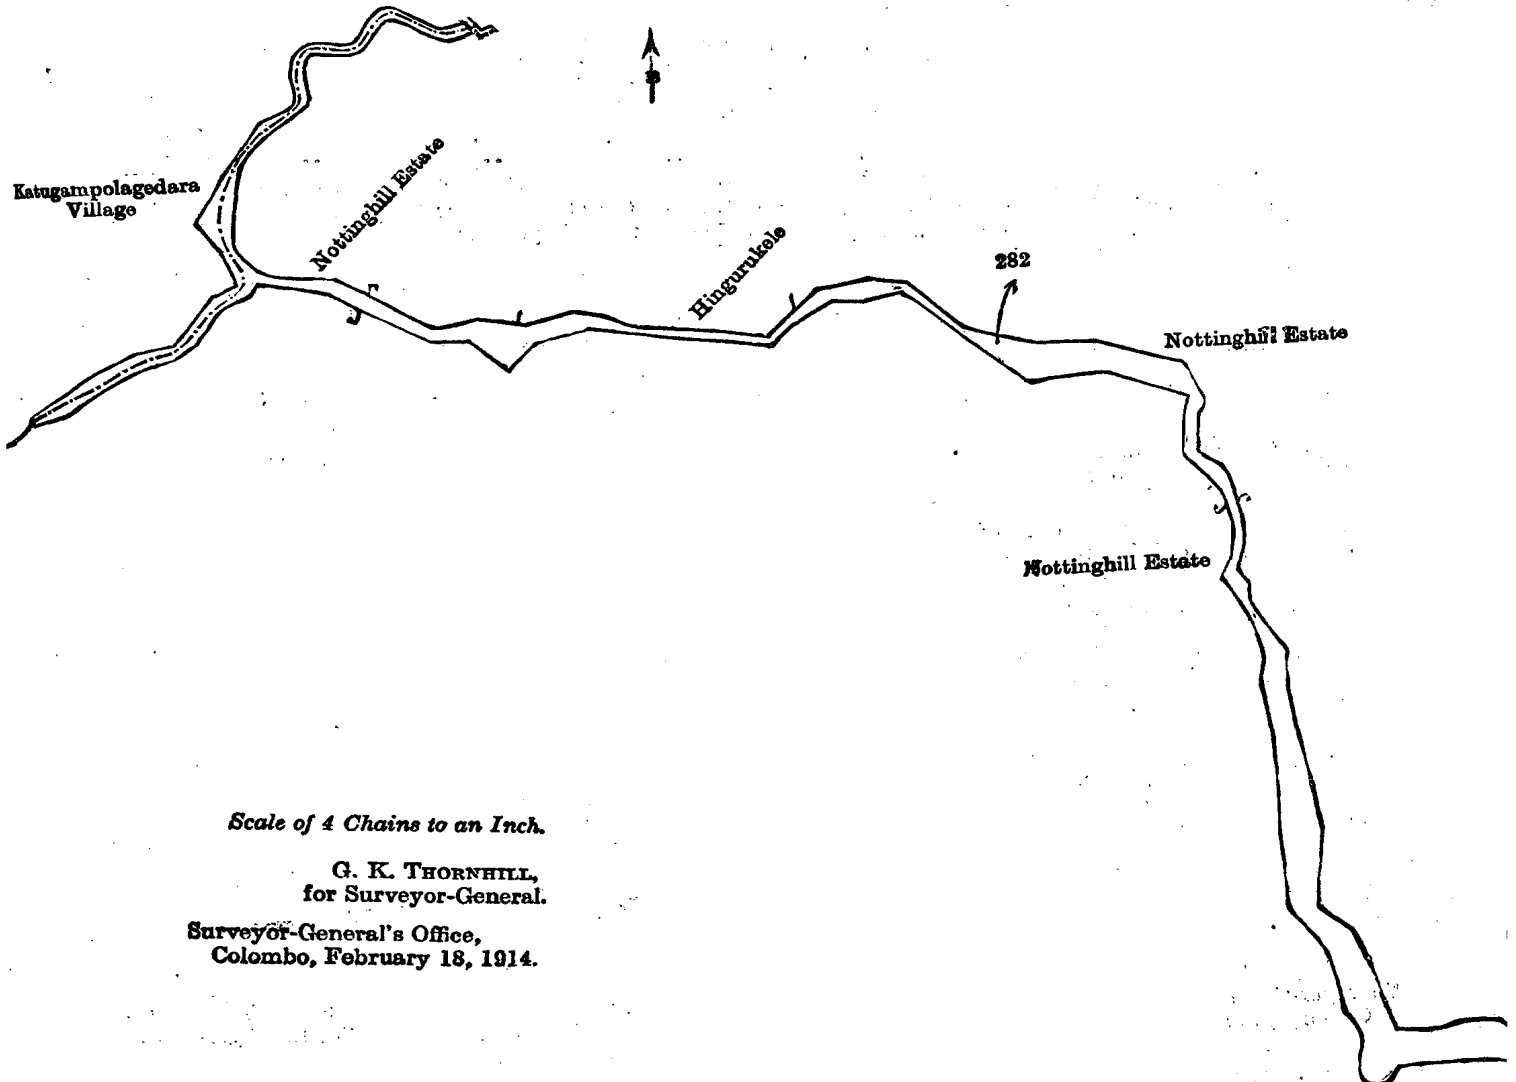 Katugampolagedara
Village
Nottinghill Estate
Hingurukele
282
Nottinghill Estate
Nottinghill Estate
Scale of 4 Chains to an Inch.
G. K. THORNHILL,
for Surveyor-General.
Surveyor-General's Office,
Colombo, February 18, 1914.